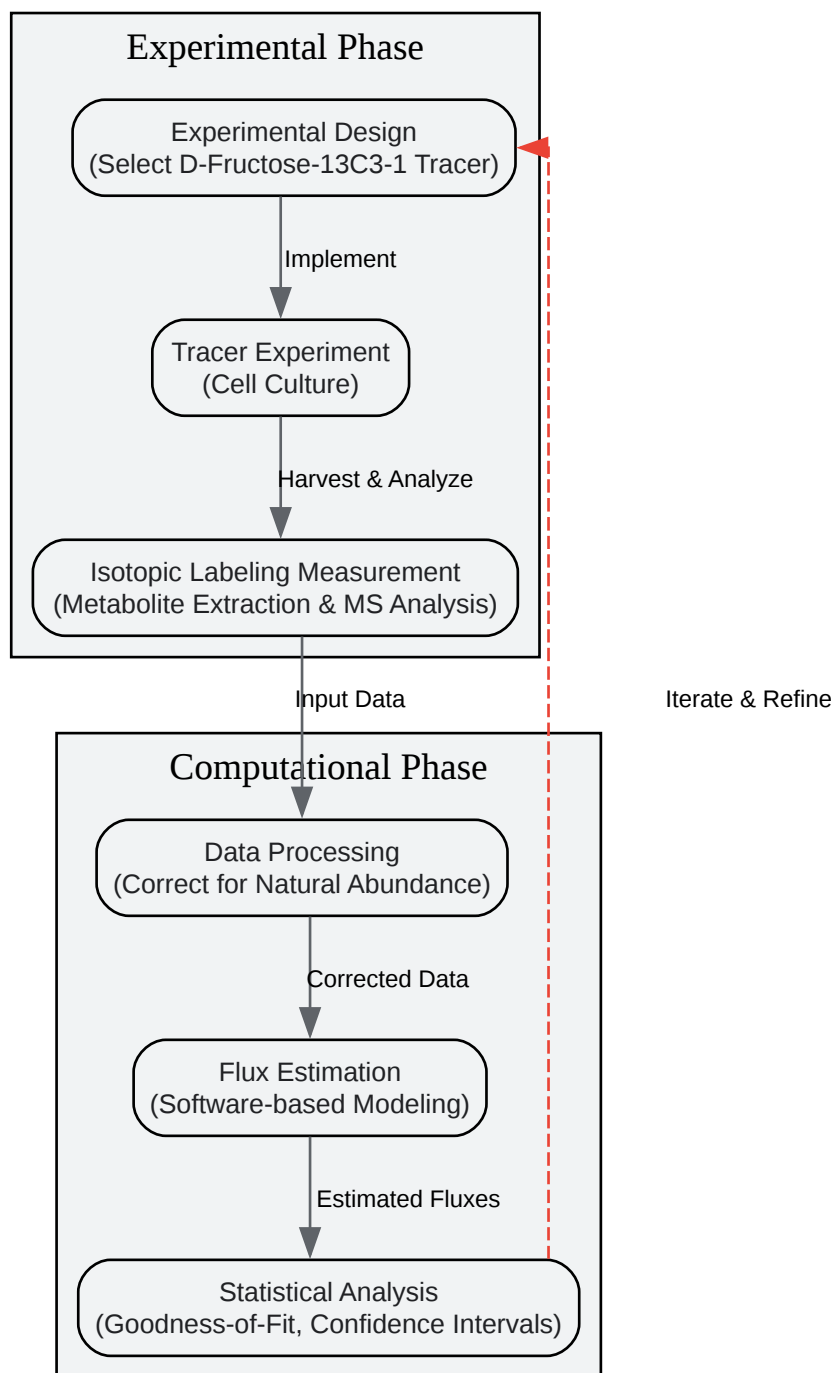 Experimental Phase
Experimental Design
(Select D-Fructose-13C3-1 Tracer)
Implement
Tracer Experiment
(Cell Culture)
Harvest & Analyze
Isotopic Labeling Measurement
(Metabolite Extraction & MS Analysis)
Input Data
Iterate & Refine
Computational Phase
Data Processing
(Correct for Natural Abundance)
Corrected Data
Flux Estimation
(Software-based Modeling)
Estimated Fluxes
Statistical Analysis
(Goodness-of-Fit, Confidence Intervals)